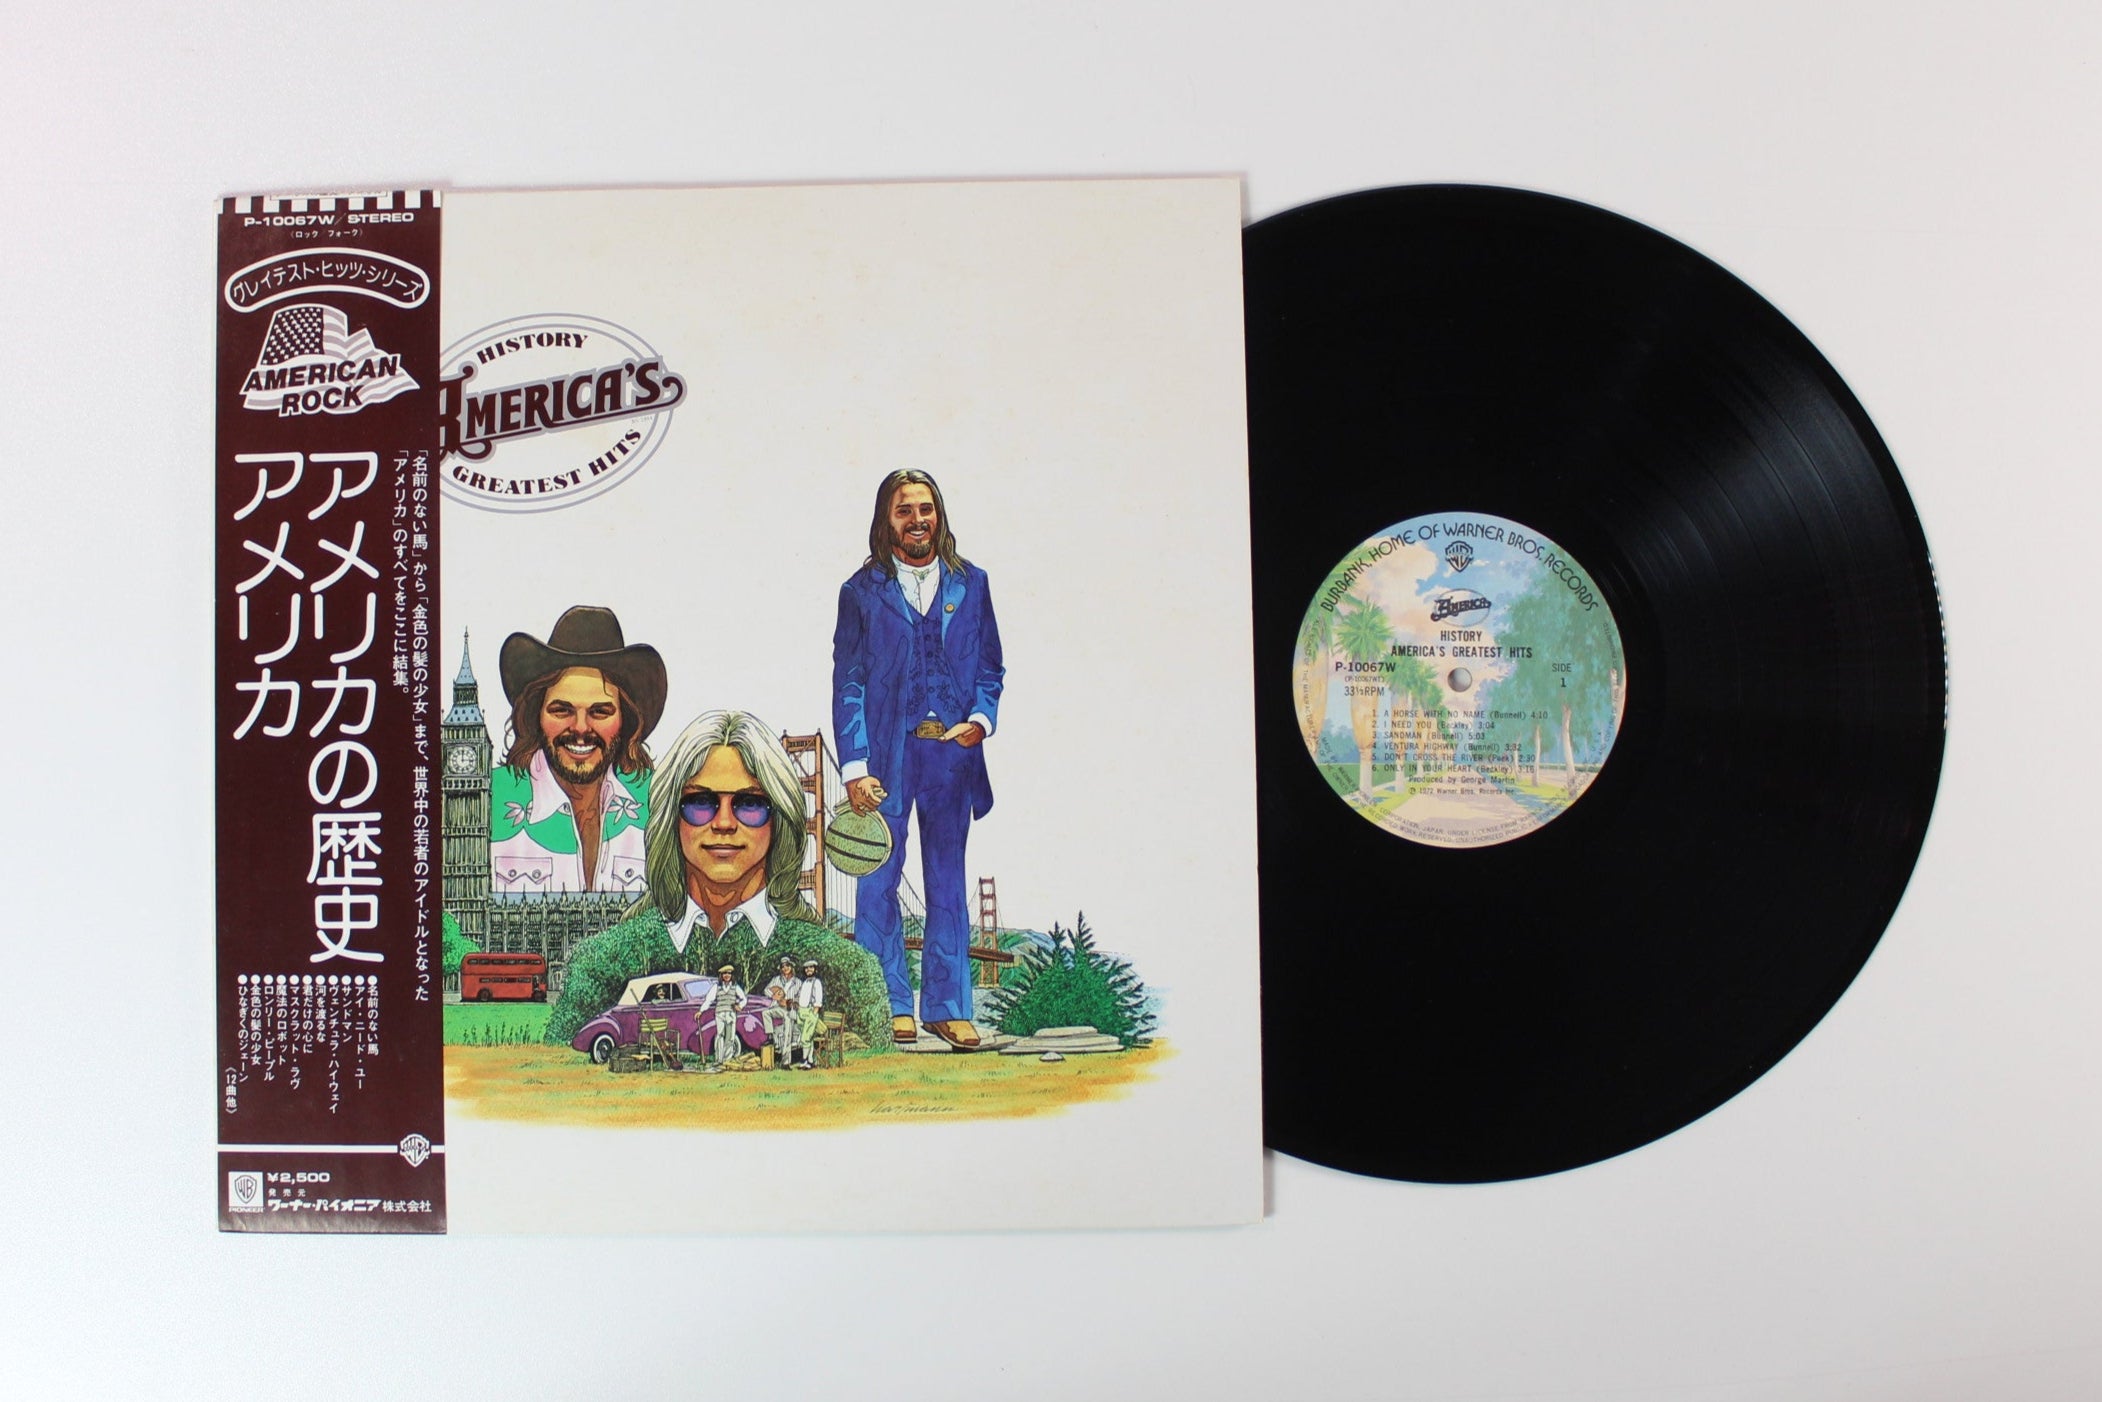 P-10067W/STEREO
(ロック フォーク)
グレイテスト・ヒッツ・シリーズ
AMERICAN
ROCK
「名前のない馬」から「金色の髪の少女」まで、世界中の若者のアイドルとなった
「アメリカ」のすべてをここに結集。
アメリカの歴史
アメリカ
●名前のない馬
●アイ・ニード・ユー
●サンドマン
●ヴェンチュラ・ハイウェイ
●河を渡るな
●君だけの心に
●マスクラット・ラヴ
●魔法のロボット
●ロンリー・ピープル
●金色の髪の少女
●ひなぎくのジェーン
〈12曲他〉
WB
PIONEER
¥2,500
発売元
ワーナー・パイオニア株式会社
HISTORY
AMERICA'S
GREATEST HITS
Hartmann
BURBANK, HOME OF WARNER BROS. RECORDS
AMERICA
HISTORY
AMERICA'S GREATEST HITS
P-10067W
(P-10067W1)
33⅓RPM
SIDE
1
1. A HORSE WITH NO NAME (Bunnell) 4:10
2. I NEED YOU (Beckley) 3:04
3. SANDMAN (Bunnell) 5:03
4. VENTURA HIGHWAY (Bunnell) 3:32
5. DON'T CROSS THE RIVER (Peek) 2:30
6. ONLY IN YOUR HEART (Beckley) 3:16
Produced by George Martin
Ⓟ 1972 Warner Bros. Records Inc.